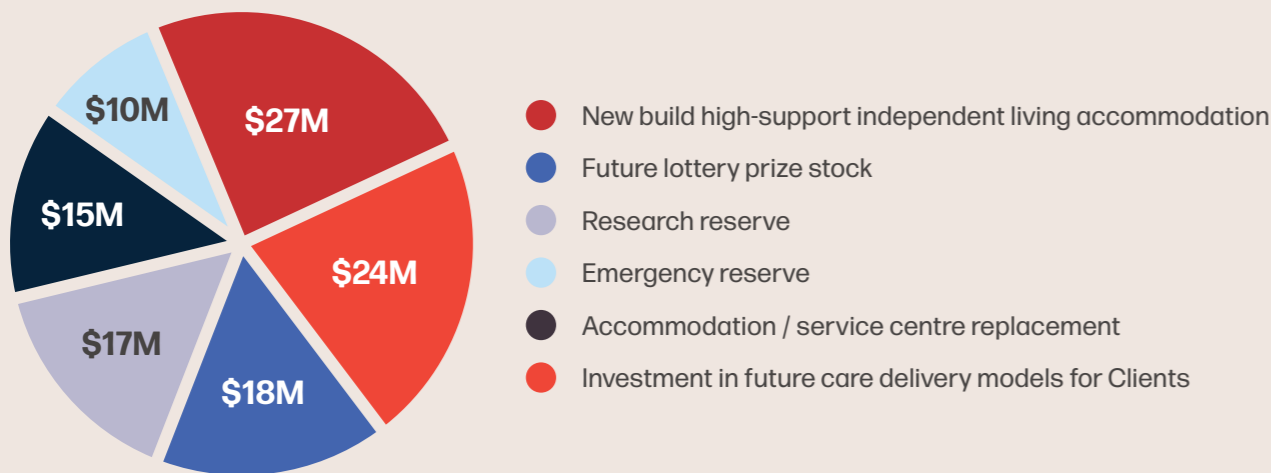 $10M
$27M
$15M
$24M
$17M
$18M
New build high-support independent living accommodation
Future lottery prize stock
Research reserve
Emergency reserve
Accommodation / service centre replacement
Investment in future care delivery models for Clients